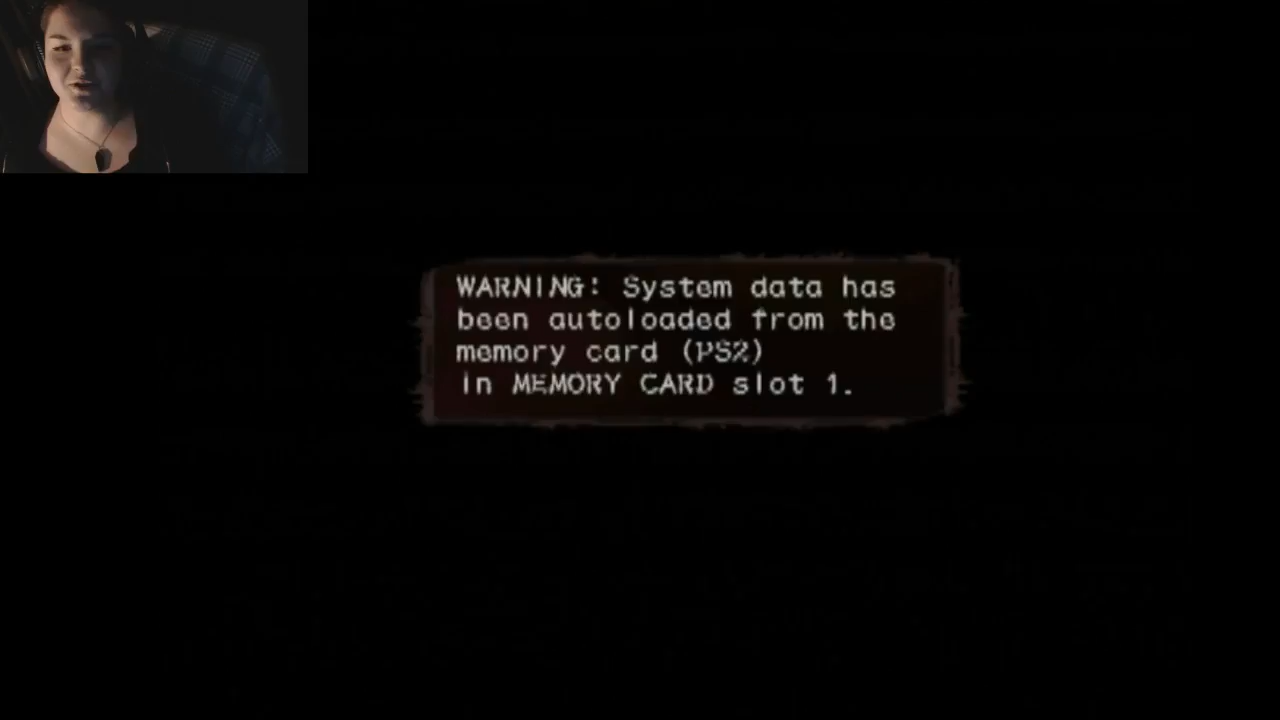 WARNING: System data has
been autoloaded from the
memory card (PS2)
in MEMORY CARD slot 1.